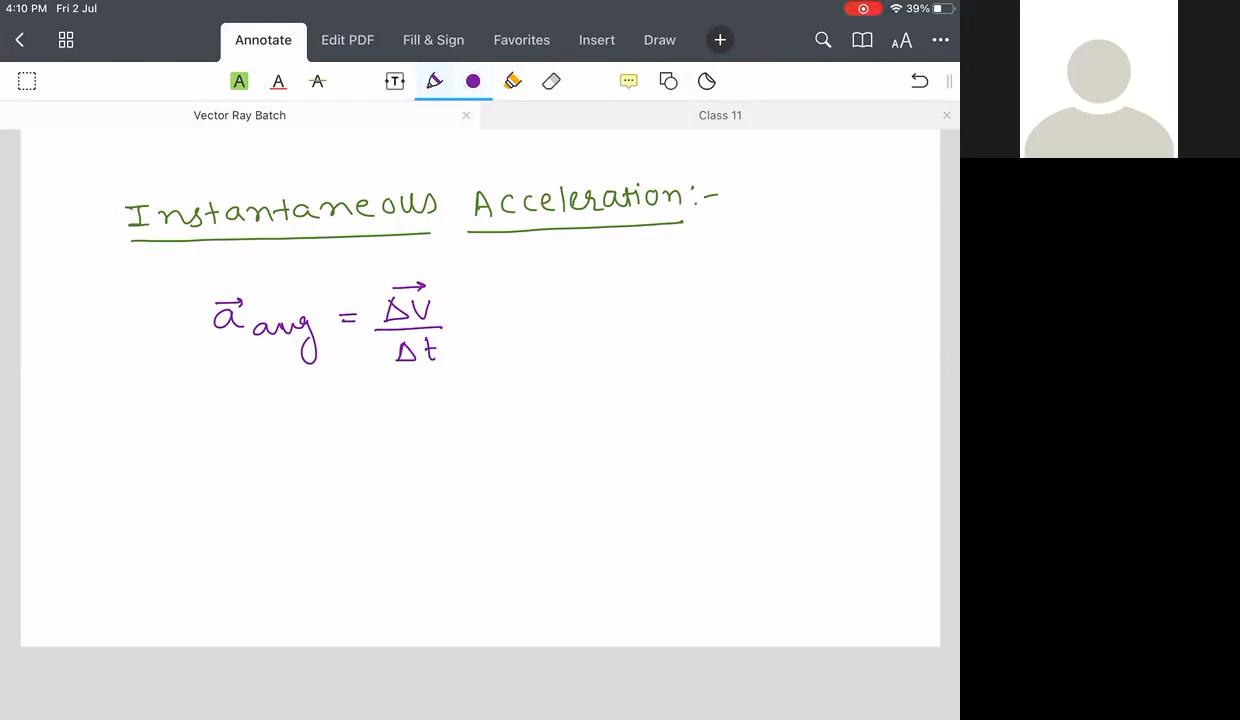 4:10 PM Fri 2 Jul 39%
Annotate Edit PDF Fill & Sign Favorites Insert Draw
A A A T
Vector Ray Batch Class 11
Instantaneous Acceleration:-
a⃗ avg = Δv⃗ / Δt